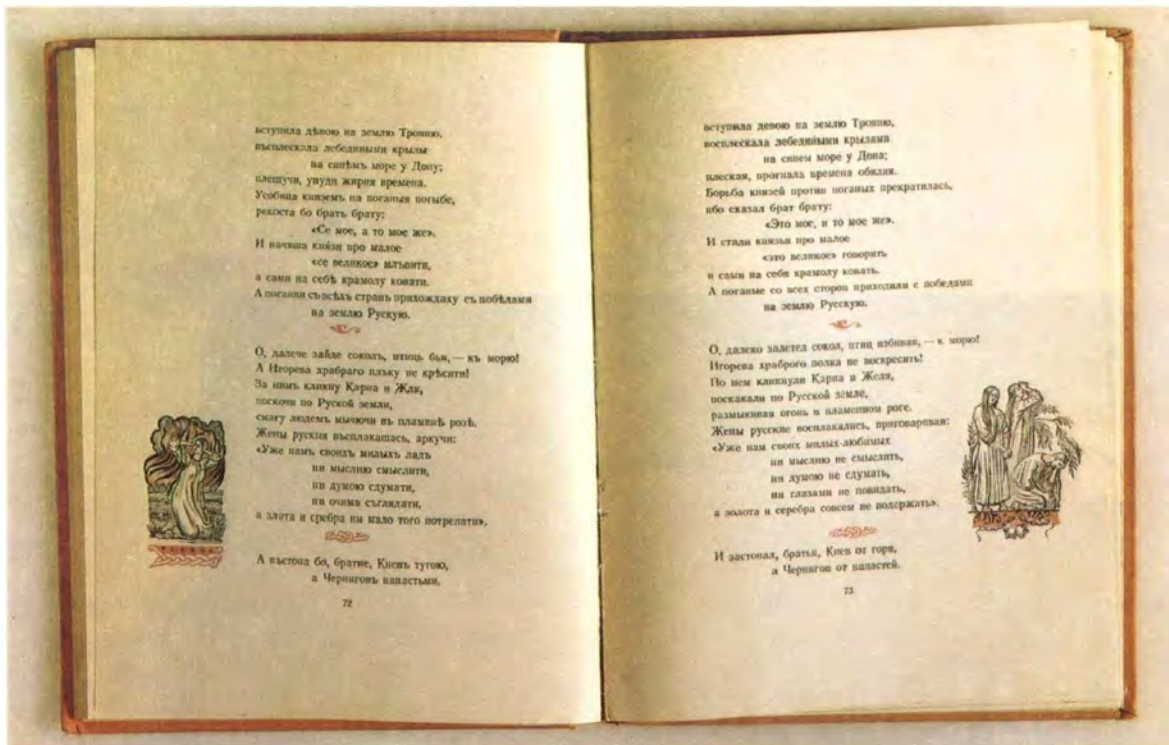 вступила дѣвою на землю Трояню,
въсплескала лебедиными крылы
на синѣмъ море у Дону;
плещучи, упуди жирня времена.
Усобица княземъ на поганыя погыбе,
рекоста бо братъ брату:
«Се мое, а то мое же».
И начяша князи про малое
«се великое» млъвити,
а сами на себѣ крамолу ковати.
А погании съ всѣхъ странъ прихождаху съ побѣдами
на землю Рускую.
О, далече зайде соколъ, птиць бья, — къ морю!
А Игорева храбраго плъку не крѣсити!
За нимъ кликну Карна и Жля,
поскочи по Руской земли,
смагу людемъ мычючи въ пламянѣ розѣ.
Жены руския въсплакашась, аркучи:
«Уже намъ своихъ милыхъ ладъ
ни мыслию смыслити,
ни думою сдумати,
ни очима съглядати,
а злата и сребра ни мало того потрепати».
А въстона бо, братие, Киевъ тугою,
а Черниговъ напастьми.
72
вступила девою на землю Трояню,
восплескала лебедиными крылами
на синем море у Дона;
плеская, прогнала времена обилия.
Борьба князей против поганых прекратилась,
ибо сказал брат брату:
«Это мое, и то мое же».
И стали князья про малое
«это великое» говорить
и сами на себя крамолу ковать.
А поганые со всех сторон приходили с победами
на землю Русскую.
О, далеко залетел сокол, птиц избивая, — к морю!
Игорева храброго полка не воскресить!
По нем кликнули Карна и Желя,
поскакали по Русской земле,
размыкивая огонь в пламенном роге.
Жены русские восплакались, приговаривая:
«Уже нам своих милых-любимых
ни мыслию не смыслить,
ни думою не сдумать,
ни глазами не повидать,
а золота и серебра совсем не подержать».
И застонал, братья, Киев от горя,
а Чернигов от напастей.
73